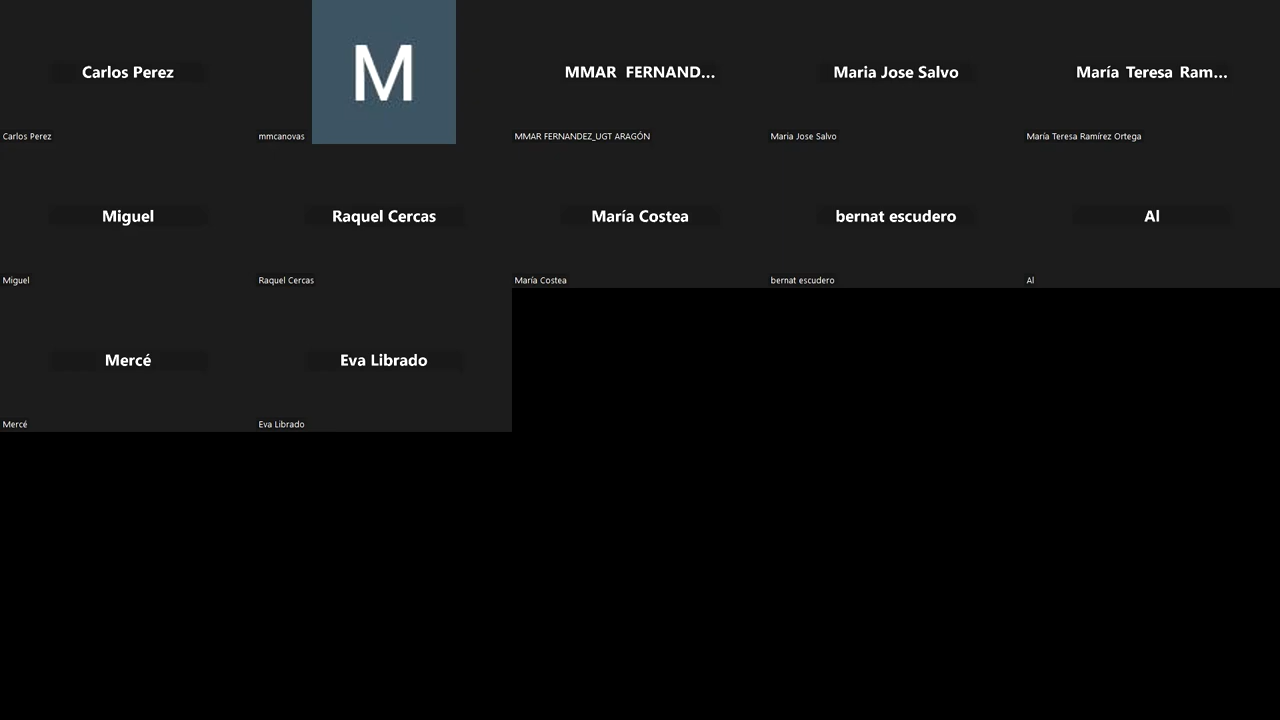 Carlos Perez
M
MMAR FERNAND...
Maria Jose Salvo
María Teresa Ram...
Carlos Perez
mmcanovas
MMAR FERNANDEZ_UGT ARAGÓN
Maria Jose Salvo
María Teresa Ramírez Ortega
Miguel
Raquel Cercas
María Costea
bernat escudero
Al
Miguel
Raquel Cercas
María Costea
bernat escudero
Al
Mercé
Eva Librado
Mercé
Eva Librado